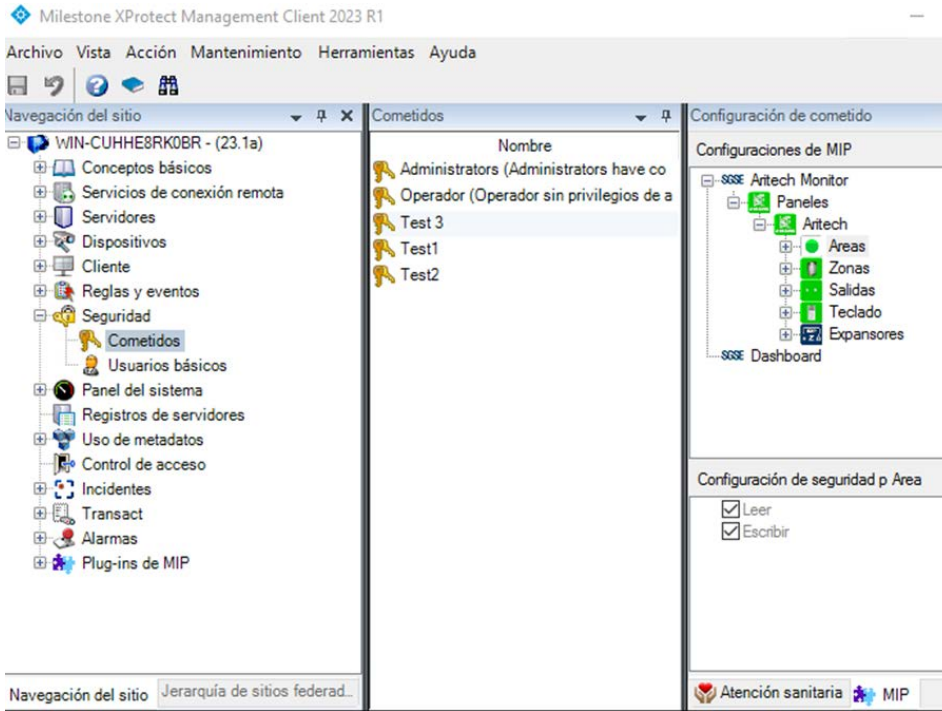 Milestone XProtect Management Client 2023 R1
Archivo Vista Acción Mantenimiento Herramientas Ayuda
Navegación del sitio
WIN-CUHHE8RK0BR - (23.1a)
Conceptos básicos
Servicios de conexión remota
Servidores
Dispositivos
Cliente
Reglas y eventos
Seguridad
Cometidos
Usuarios básicos
Panel del sistema
Registros de servidores
Uso de metadatos
Control de acceso
Incidentes
Transact
Alarmas
Plug-ins de MIP
Navegación del sitio Jerarquía de sitios federad...
Cometidos
Nombre
Administrators (Administrators have co
Operador (Operador sin privilegios de a
Test 3
Test1
Test2
Configuración de cometido
Configuraciones de MIP
SGSE Aritech Monitor
Paneles
Aritech
Areas
Zonas
Salidas
Teclado
Expansores
SGSE Dashboard
Configuración de seguridad p Area
Leer
Escribir
Atención sanitaria MIP